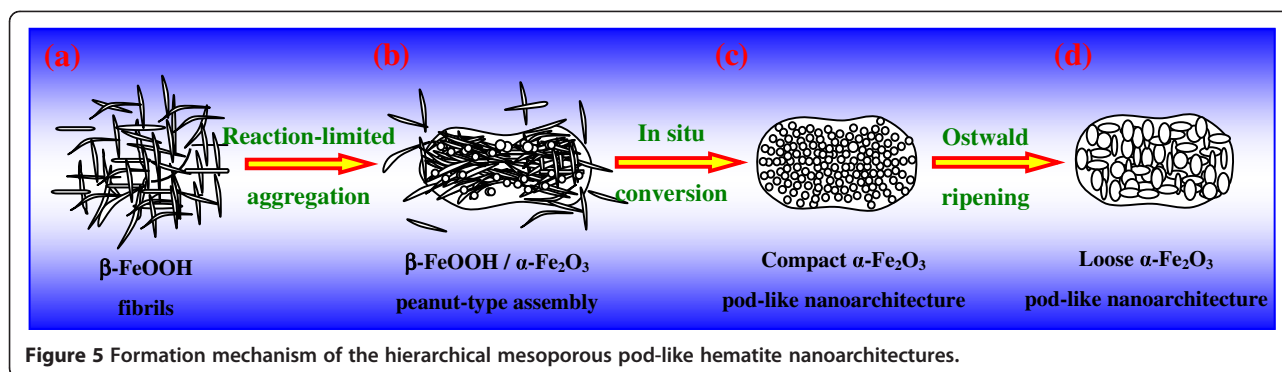 (a)
(b)
(c)
(d)
Reaction-limited
aggregation
In situ
conversion
Ostwald
ripening
β-FeOOH
fibrils
β-FeOOH / α-Fe₂O₃
peanut-type assembly
Compact α-Fe₂O₃
pod-like nanoarchitecture
Loose α-Fe₂O₃
pod-like nanoarchitecture
Figure 5 Formation mechanism of the hierarchical mesoporous pod-like hematite nanoarchitectures.